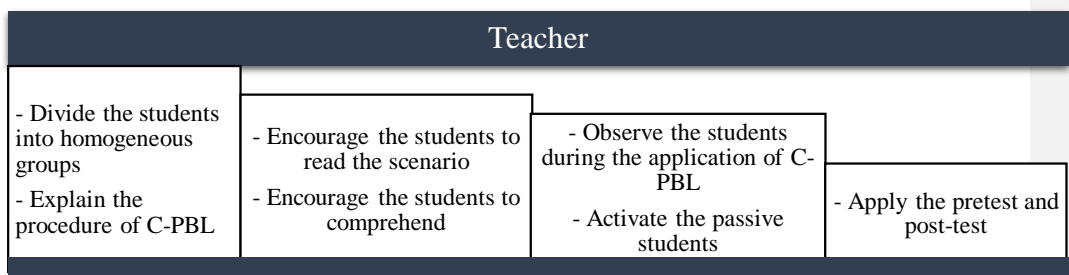 Teacher
- Divide the students
into homogeneous
groups
- Explain the
procedure of C-PBL
- Encourage the students to
read the scenario
- Encourage the students to
comprehend
- Observe the students
during the application of C-
PBL
- Activate the passive
students
- Apply the pretest and
post-test